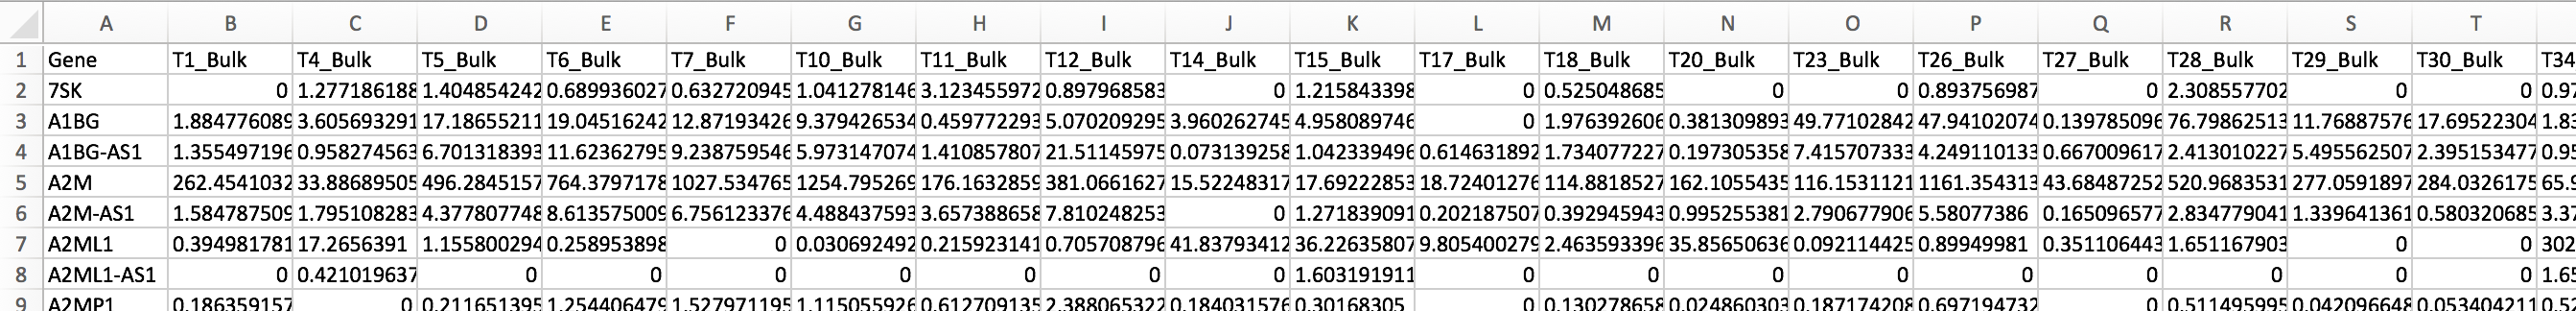 A B C D E F G H I J K L M N O P Q R S T
1 Gene T1_Bulk T4_Bulk T5_Bulk T6_Bulk T7_Bulk T10_Bulk T11_Bulk T12_Bulk T14_Bulk T15_Bulk T17_Bulk T18_Bulk T20_Bulk T23_Bulk T26_Bulk T27_Bulk T28_Bulk T29_Bulk T30_Bulk T34
2 7SK 0 1.277186188 1.404854242 0.689936027 0.632720945 1.041278146 3.123455972 0.897968583 0 1.215843398 0 0.525048685 0 0 0.893756987 0 2.308557702 0 0 0.97
3 A1BG 1.884776089 3.605693291 17.18655211 19.04516242 12.87193426 9.379426534 0.459772293 5.070209295 3.960262745 4.958089746 0 1.976392606 0.381309893 49.77102842 47.94102074 0.139785096 76.79862513 11.76887576 17.69522304 1.83
4 A1BG-AS1 1.355497196 0.958274563 6.701318393 11.62362795 9.238759546 5.973147074 1.410857807 21.51145975 0.073139258 1.042339496 0.614631892 1.734077227 0.197305358 7.415707333 4.249110133 0.667009617 2.413010227 5.495562507 2.395153477 0.95
5 A2M 262.4541032 33.88689505 496.2845157 764.3797178 1027.534765 1254.795269 176.1632859 381.0661627 15.52248317 17.69222853 18.72401276 114.8818527 162.1055435 116.1531121 1161.354313 43.68487252 520.9683531 277.0591897 284.0326175 65.9
6 A2M-AS1 1.584787509 1.795108283 4.377807748 8.613575009 6.756123376 4.488437593 3.657388658 7.810248253 0 1.271839091 0.202187507 0.392945943 0.995255381 2.790677906 5.58077386 0.165096577 2.834779041 1.339641361 0.580320685 3.37
7 A2ML1 0.394981781 17.2656391 1.155800294 0.258953898 0 0.030692492 0.215923141 0.705708796 41.83793412 36.22635807 9.805400279 2.463593396 35.85650636 0.092114425 0.89949981 0.351106443 1.651167903 0 0 302
8 A2ML1-AS1 0 0.421019637 0 0 0 0 0 0 0 1.603191911 0 0 0 0 0 0 0 0 0 1.65
9 A2MP1 0.186359157 0 0.211651395 1.254406479 1.527971195 1.115055926 0.612709135 2.388065322 0.184031576 0.30168305 0 0.130278658 0.024860303 0.187174208 0.697194732 0 0.511495995 0.042096648 0.053404211 0.52